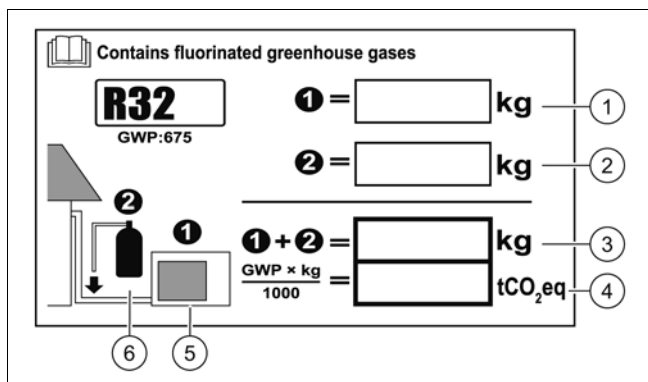 Contains fluorinated greenhouse gases
R32
GWP:675
❶ = kg ①
❷ = kg ②
❷
❶
❶+❷ = kg ③
GWP × kg
1000
= tCO₂eq ④
⑥ ⑤